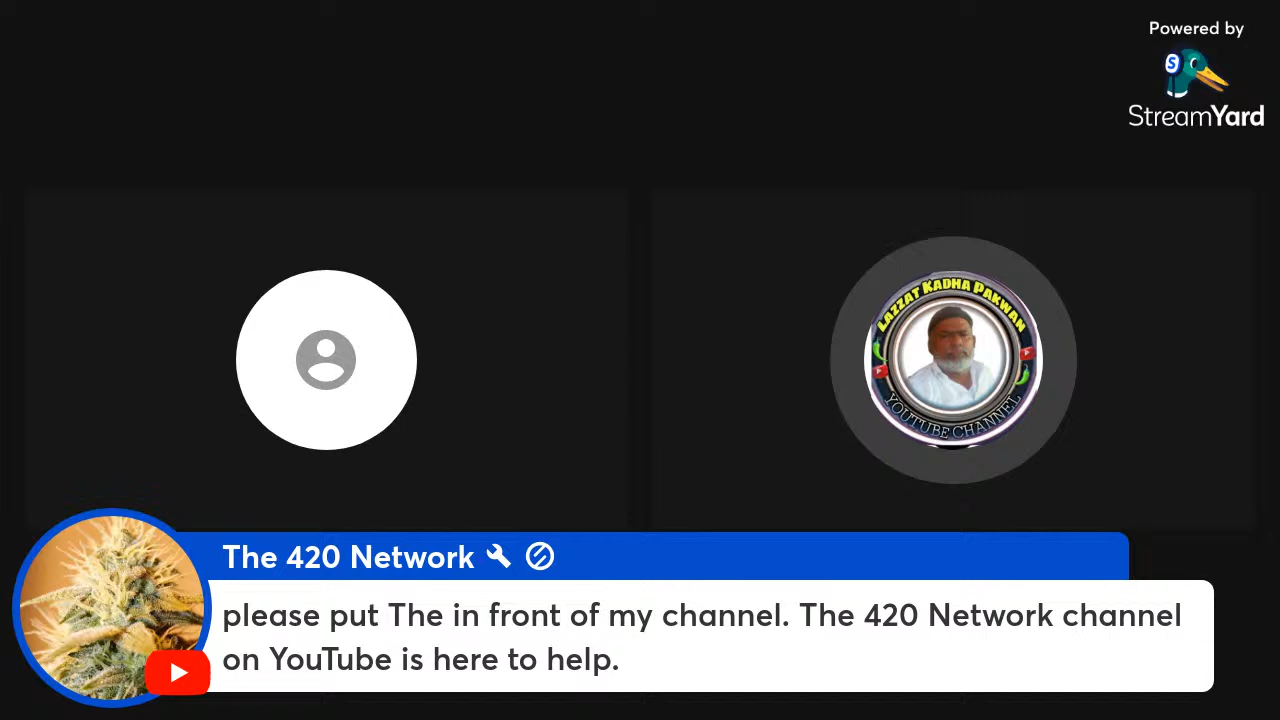 Powered by
S
StreamYard
LAZZAT KADHA PAKWAN
YOUTUBE CHANNEL
The 420 Network
please put The in front of my channel. The 420 Network channel
on YouTube is here to help.